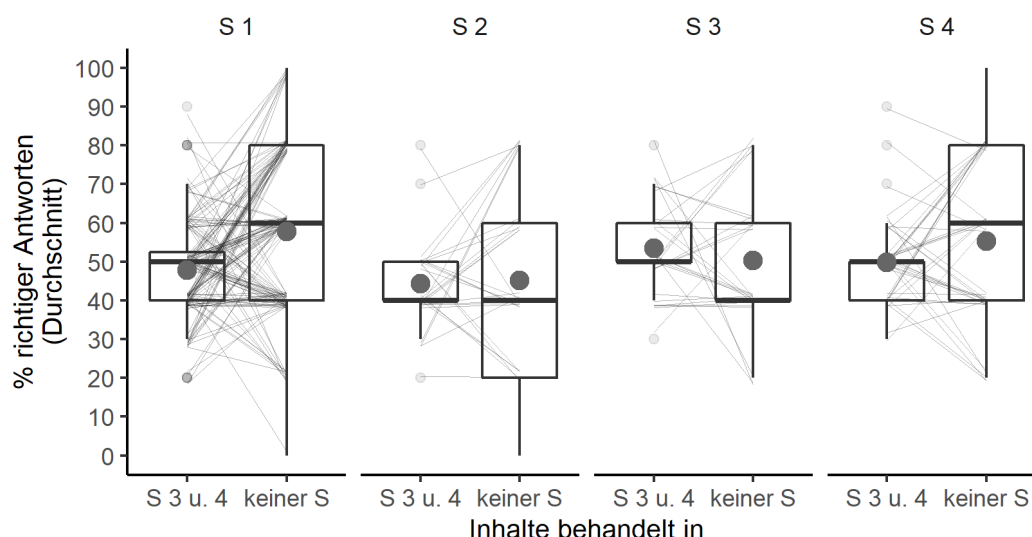 S 1 S 2 S 3 S 4
% richtiger Antworten
(Durchschnitt)
100
90
80
70
60
50
40
30
20
10
0
S 3 u. 4 keiner S S 3 u. 4 keiner S S 3 u. 4 keiner S S 3 u. 4 keiner S
Inhalte behandelt in